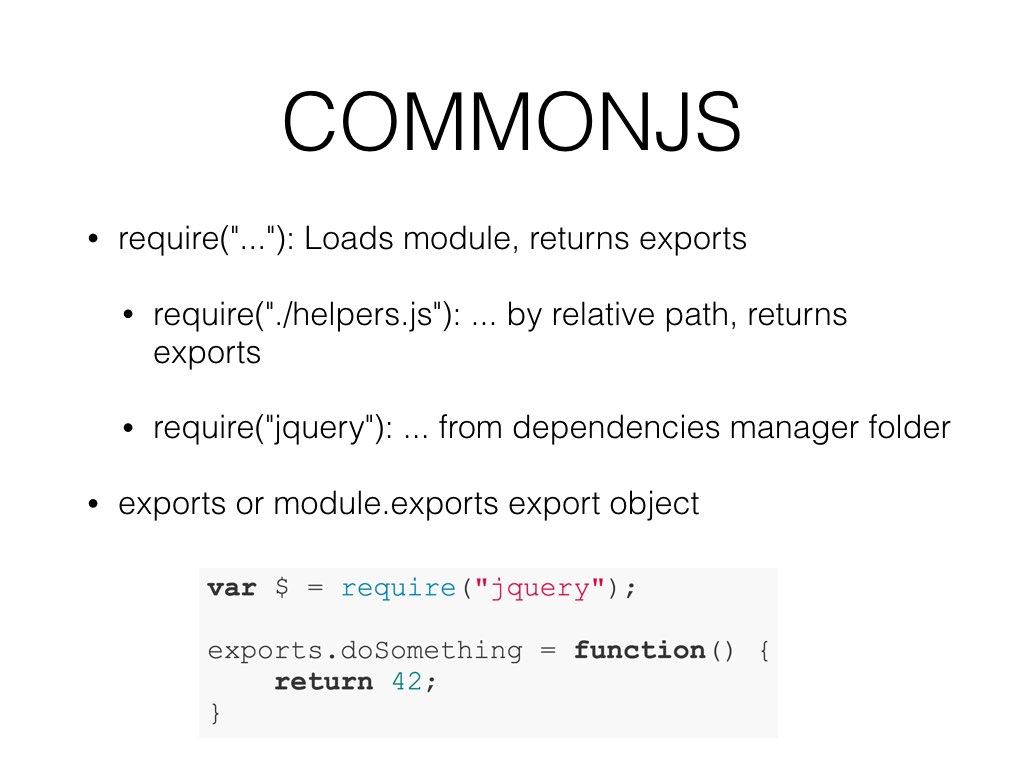 COMMONJS
• require("..."): Loads module, returns exports
• require("./helpers.js"): ... by relative path, returns
exports
• require("jquery"): ... from dependencies manager folder
• exports or module.exports export object
var $ = require("jquery");
exports.doSomething = function() {
    return 42;
}